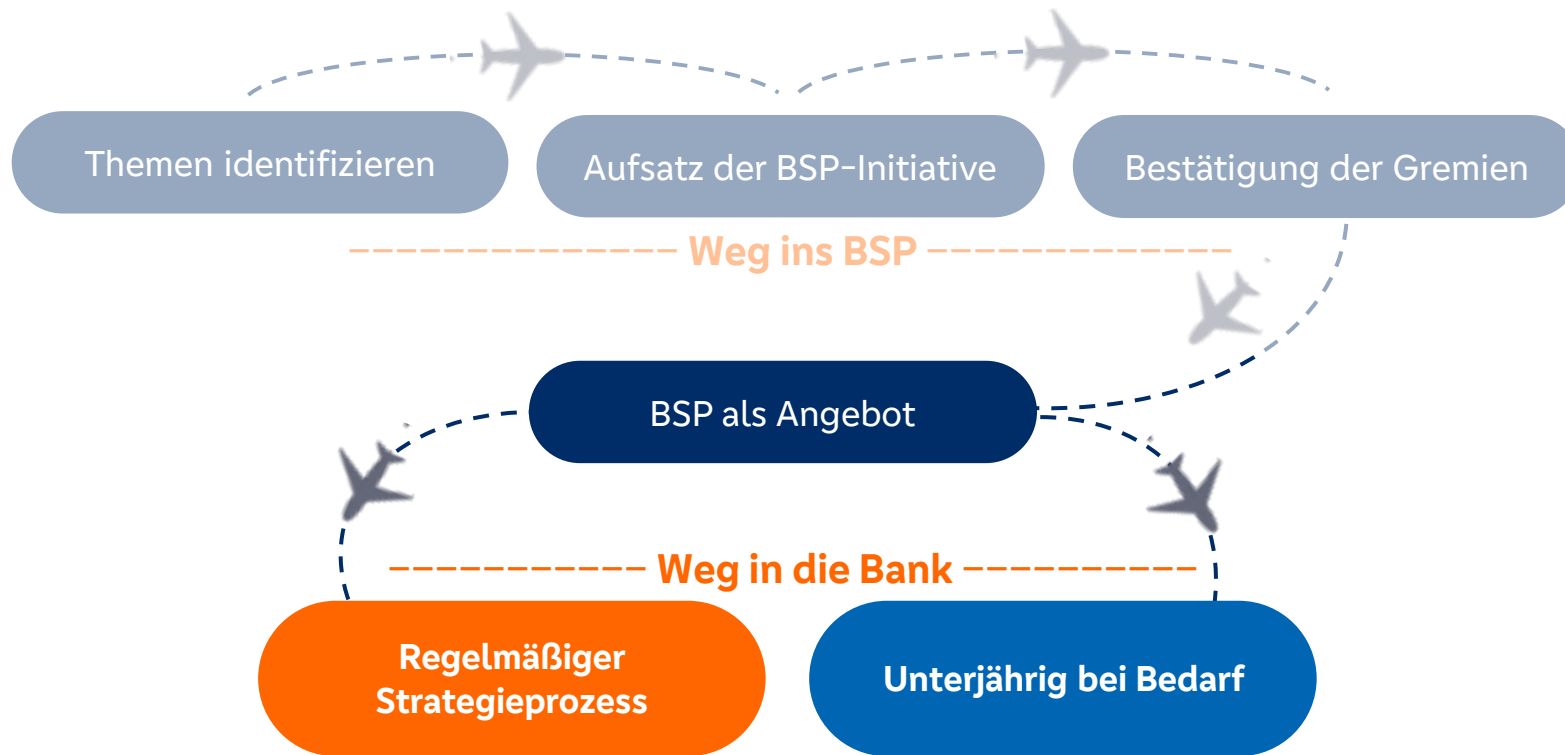 Themen identifizieren
Aufsatz der BSP-Initiative
Bestätigung der Gremien
Weg ins BSP
BSP als Angebot
Weg in die Bank
Regelmäßiger
Strategieprozess
Unterjährig bei Bedarf